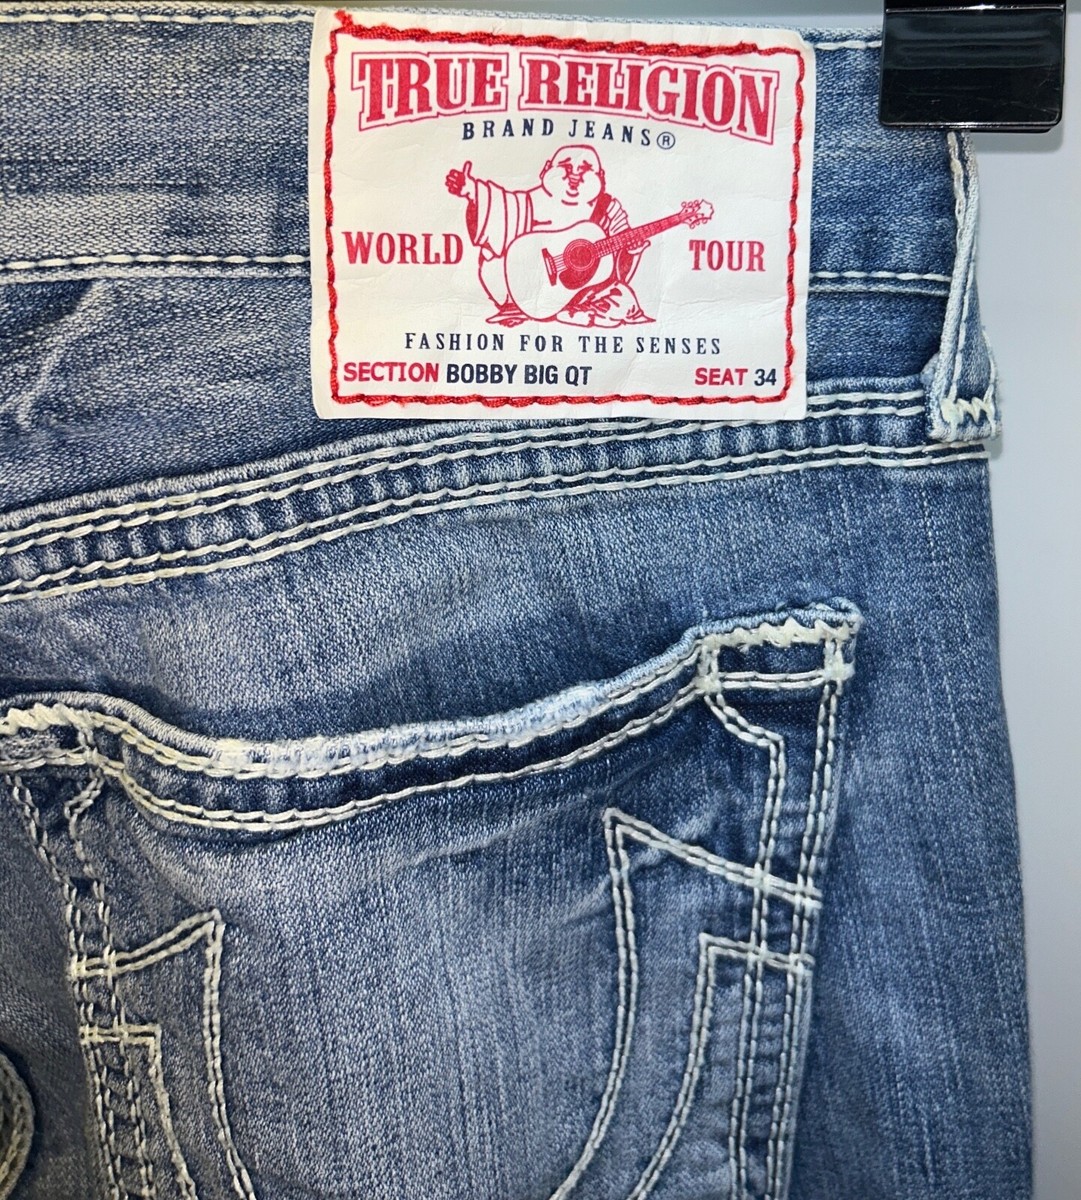 TRUE RELIGION
BRAND JEANS®
WORLD TOUR
FASHION FOR THE SENSES
SECTION BOBBY BIG QT SEAT 34